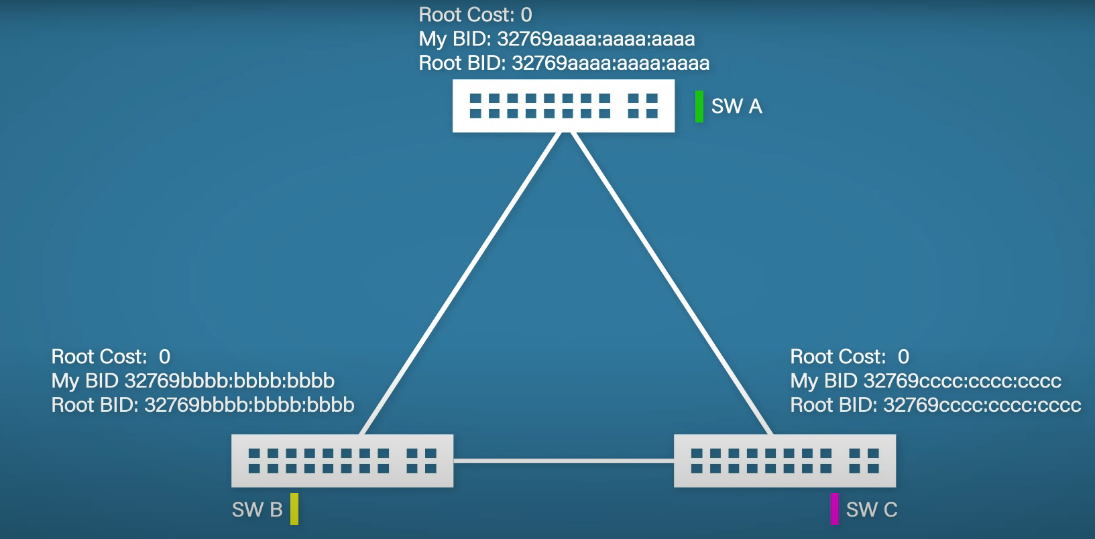 Root Cost: 0
My BID: 32769aaaa:aaaa:aaaa
Root BID: 32769aaaa:aaaa:aaaa
SW A
Root Cost:  0
My BID 32769bbbb:bbbb:bbbb
Root BID: 32769bbbb:bbbb:bbbb
Root Cost:  0
My BID 32769cccc:cccc:cccc
Root BID: 32769cccc:cccc:cccc
SW B
SW C